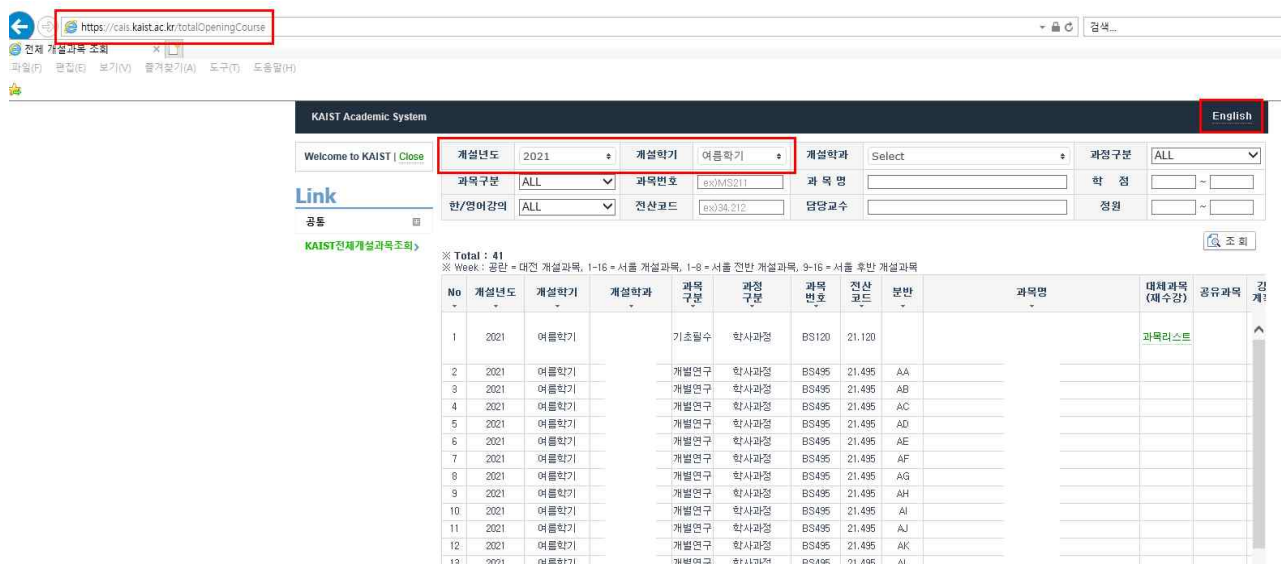 https://cais.kaist.ac.kr/totalOpeningCourse
검색...
전체 개설과목 조회
파일(F) 편집(E) 보기(V) 즐겨찾기(A) 도구(T) 도움말(H)
KAIST Academic System English
Welcome to KAIST | Close
Link
공통
KAIST전체개설과목조회>
개설년도 2021 개설학기 여름학기 개설학과 Select 과정구분 ALL
과목구분 ALL 과목번호 ex)MS211 과 목 명 학 점 ~
한/영어강의 ALL 전산코드 ex)34.212 담당교수 정원 ~
조 회
※ Total : 41
※ Week : 공란 = 대전 개설과목, 1-16 = 서울 개설과목, 1-8 = 서울 전반 개설과목, 9-16 = 서울 후반 개설과목
No 개설년도 개설학기 개설학과 과목구분 과정구분 과목번호 전산코드 분반 과목명 대체과목(재수강) 공유과목
1 2021 여름학기 기초필수 학사과정 BS120 21.120 과목리스트
2 2021 여름학기 개별연구 학사과정 BS495 21.495 AA
3 2021 여름학기 개별연구 학사과정 BS495 21.495 AB
4 2021 여름학기 개별연구 학사과정 BS495 21.495 AC
5 2021 여름학기 개별연구 학사과정 BS495 21.495 AD
6 2021 여름학기 개별연구 학사과정 BS495 21.495 AE
7 2021 여름학기 개별연구 학사과정 BS495 21.495 AF
8 2021 여름학기 개별연구 학사과정 BS495 21.495 AG
9 2021 여름학기 개별연구 학사과정 BS495 21.495 AH
10 2021 여름학기 개별연구 학사과정 BS495 21.495 AI
11 2021 여름학기 개별연구 학사과정 BS495 21.495 AJ
12 2021 여름학기 개별연구 학사과정 BS495 21.495 AK
13 2021 여름학기 개별연구 학사과정 BS495 21.495 AL